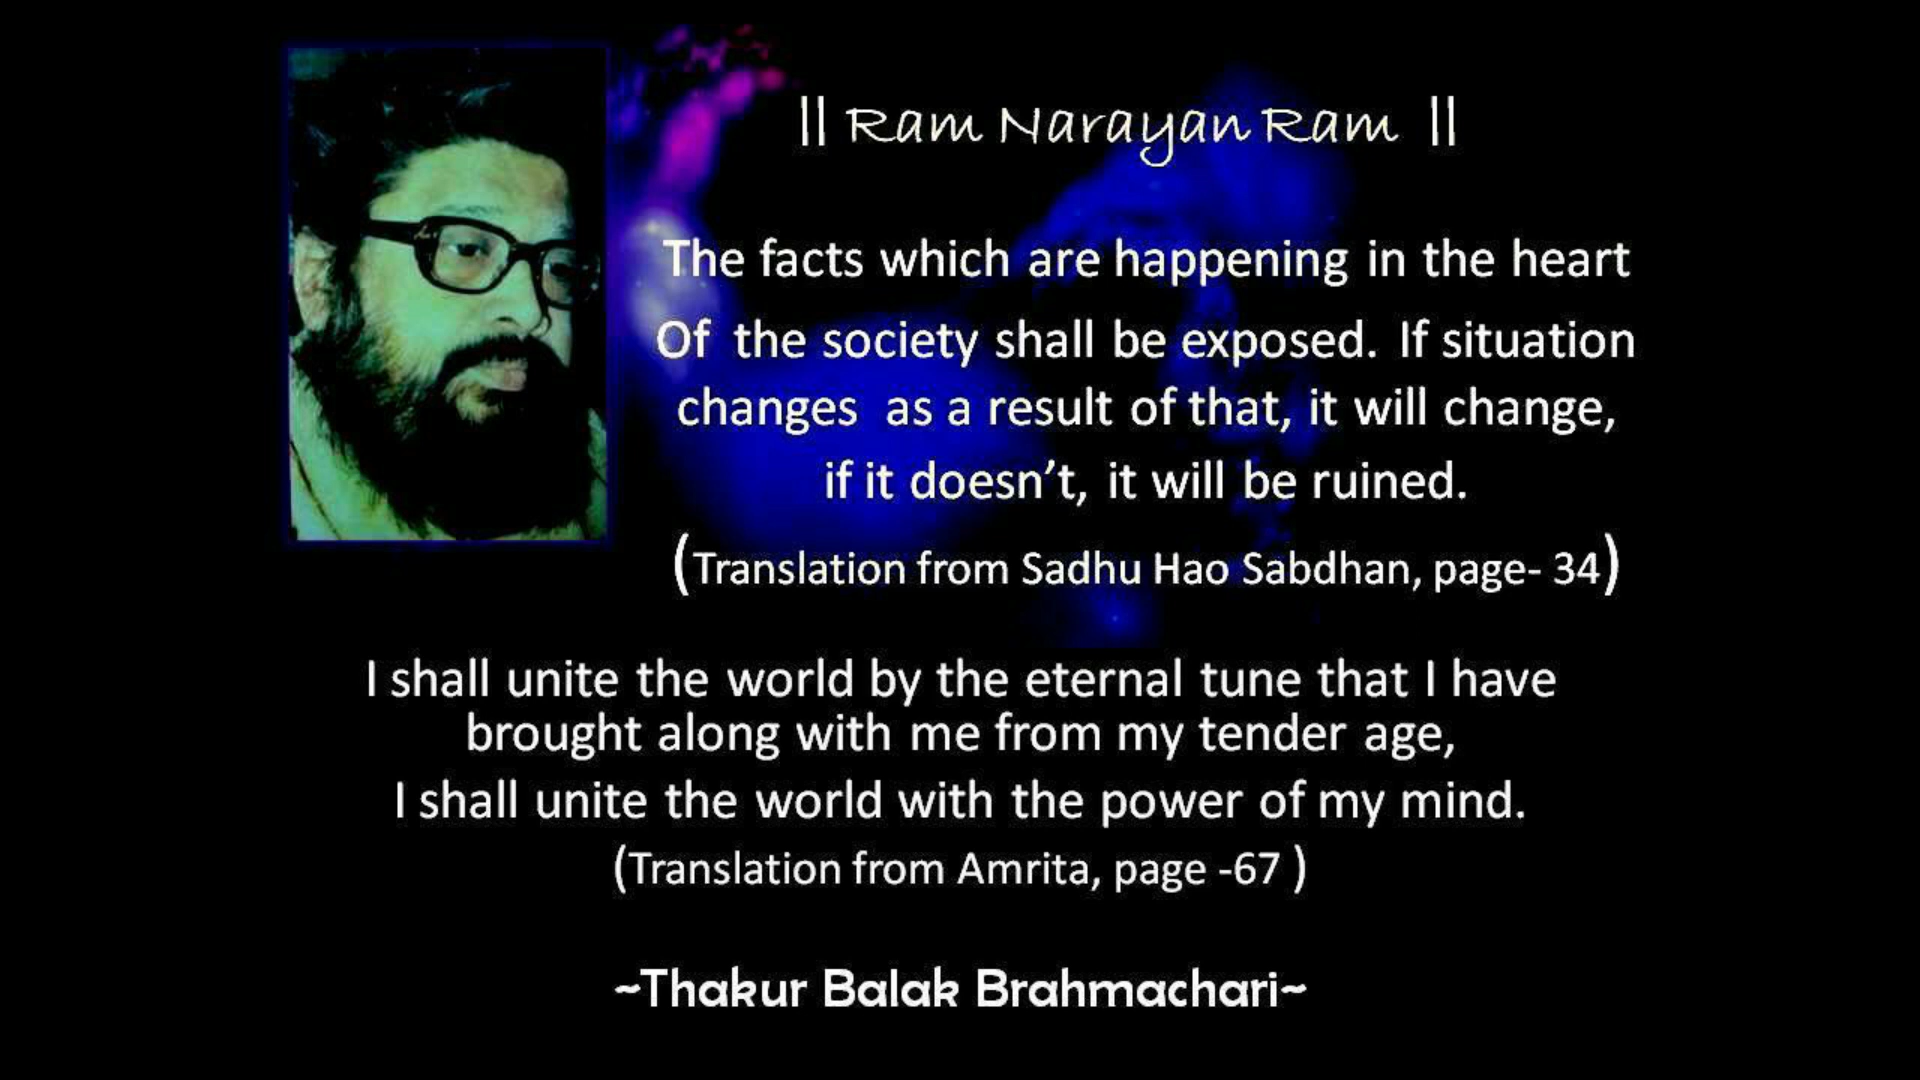 || Ram Narayan Ram ||
The facts which are happening in the heart
Of the society shall be exposed. If situation
changes as a result of that, it will change,
if it doesn’t, it will be ruined.
(Translation from Sadhu Hao Sabdhan, page- 34)
I shall unite the world by the eternal tune that I have
brought along with me from my tender age,
I shall unite the world with the power of my mind.
(Translation from Amrita, page -67 )
~Thakur Balak Brahmachari~